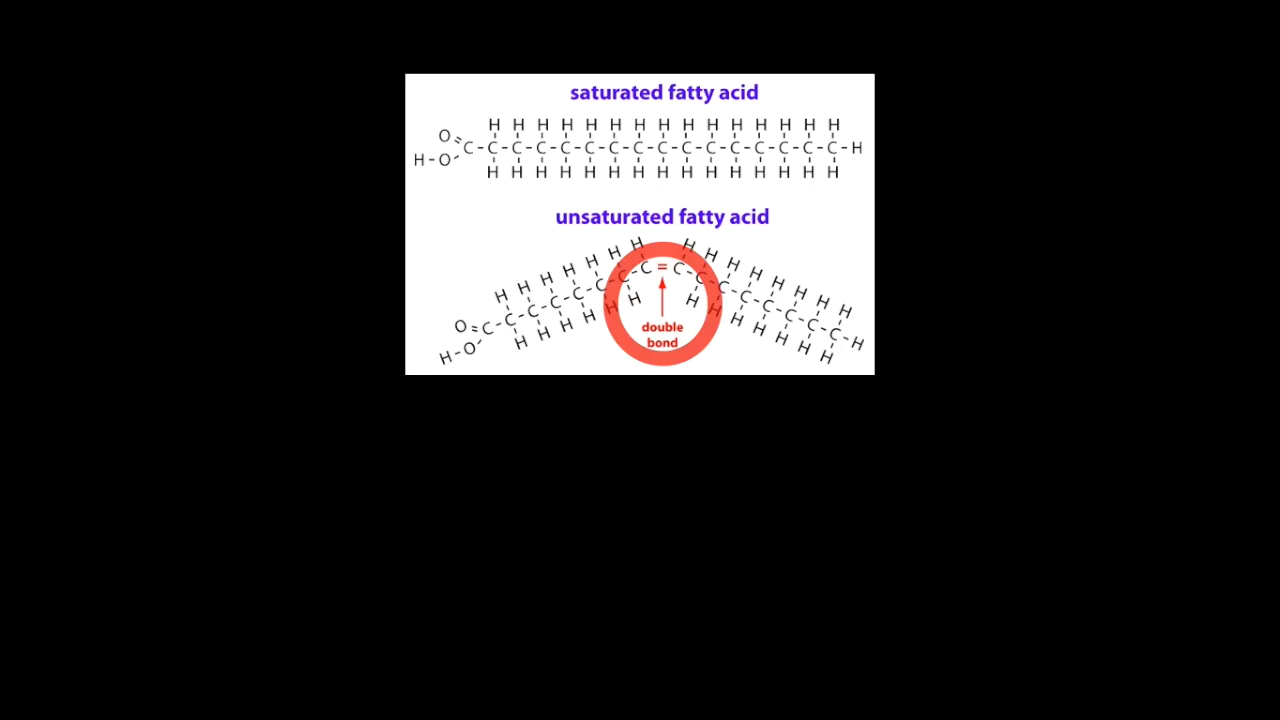 saturated fatty acid
H H H H H H H H H H H H H H H
O=C-C-C-C-C-C-C-C-C-C-C-C-C-C-C-C-H
H-O
H H H H H H H H H H H H H H H
unsaturated fatty acid
H H H H H H H H H H H H H H H
O=C-C-C-C-C-C-C-C=C-C-C-C-C-C-C-C-H
H-O
H H H H H H H H H H H H H
double
bond